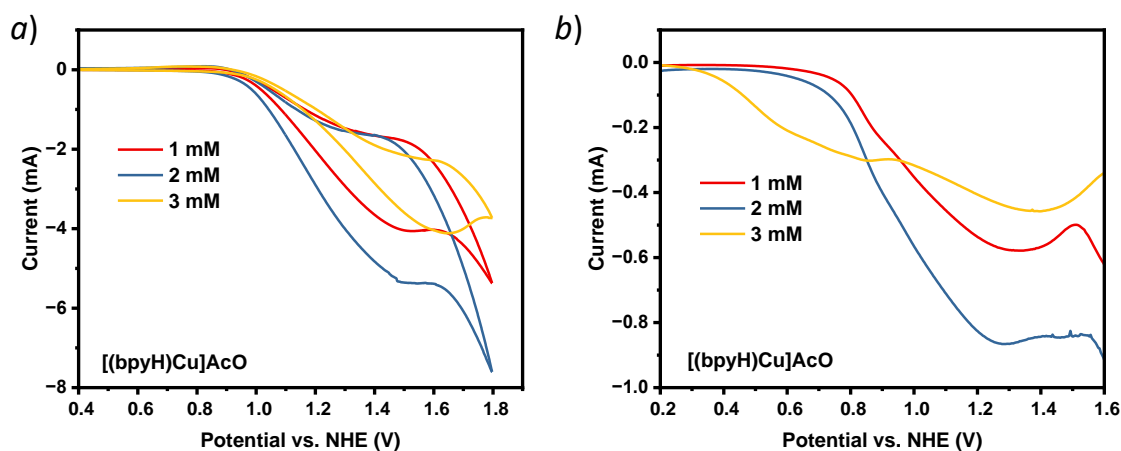 a)
0
−2
−4
−6
−8
Current (mA)
1 mM
2 mM
3 mM
[(bpyH)Cu]AcO
0.4 0.6 0.8 1.0 1.2 1.4 1.6 1.8
Potential vs. NHE (V)
b)
0.0
−0.2
−0.4
−0.6
−0.8
−1.0
Current (mA)
1 mM
2 mM
3 mM
[(bpyH)Cu]AcO
0.2 0.4 0.6 0.8 1.0 1.2 1.4 1.6
Potential vs. NHE (V)